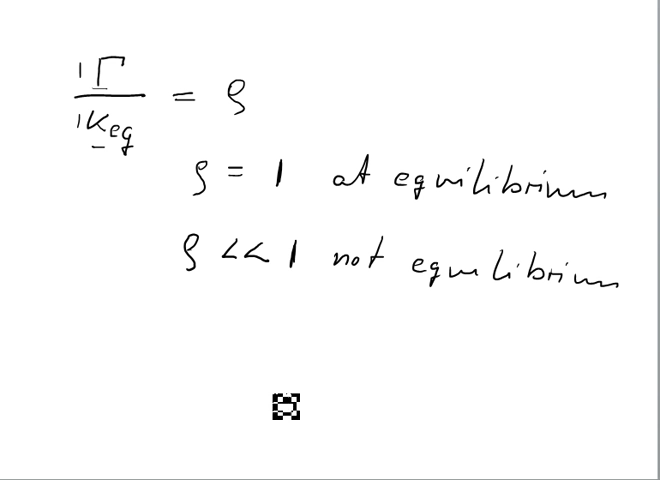 Γ / Keq = ρ
ρ = 1 at equilibrium
ρ << 1 not equilibrium